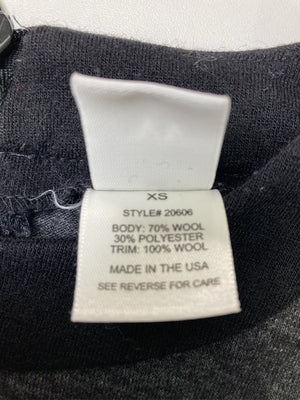 XS
STYLE# 20606
BODY: 70% WOOL
30% POLYESTER
TRIM: 100% WOOL
MADE IN THE USA
SEE REVERSE FOR CARE